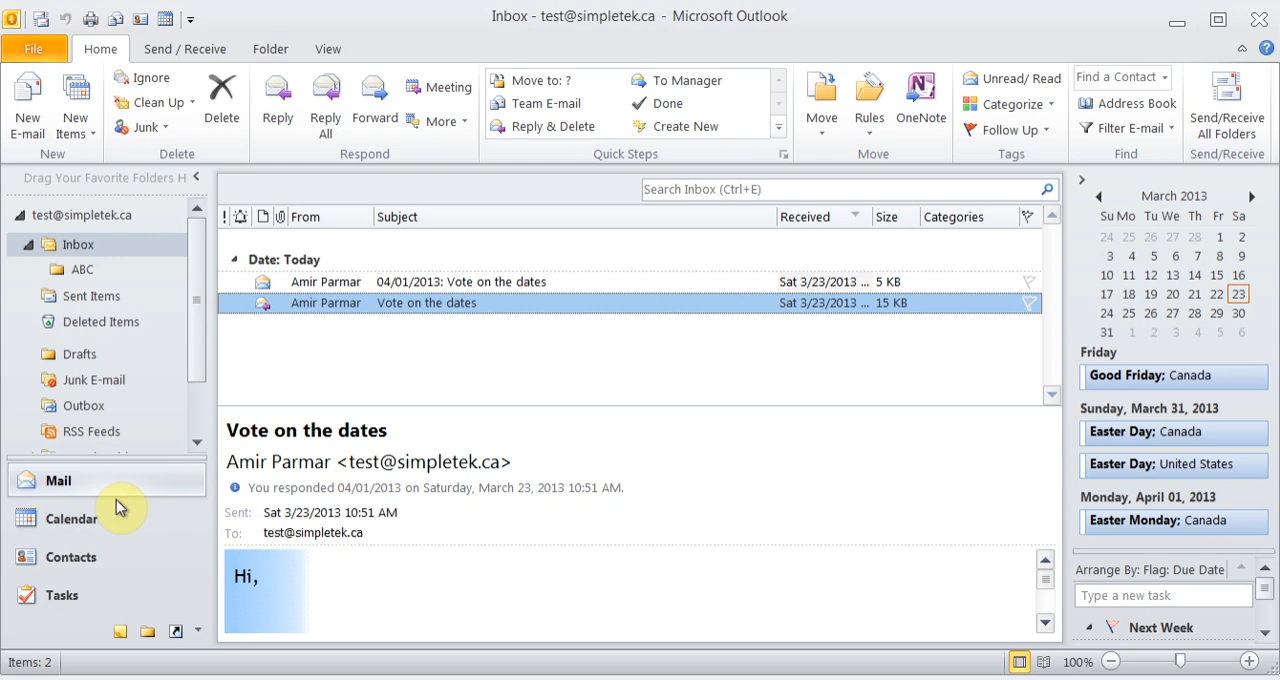 Inbox - test@simpletek.ca - Microsoft Outlook
File Home Send / Receive Folder View
New E-mail
New Items
New
Ignore
Clean Up
Junk
Delete
Delete
Reply
Reply All
Forward
Meeting
More
Respond
Move to: ?
Team E-mail
Reply & Delete
To Manager
Done
Create New
Quick Steps
Move
Rules
OneNote
Move
Unread/ Read
Categorize
Follow Up
Tags
Find a Contact
Address Book
Filter E-mail
Find
Send/Receive All Folders
Send/Receive
Drag Your Favorite Folders H
test@simpletek.ca
Inbox
ABC
Sent Items
Deleted Items
Drafts
Junk E-mail
Outbox
RSS Feeds
Mail
Calendar
Contacts
Tasks
Search Inbox (Ctrl+E)
! From Subject Received Size Categories
Date: Today
Amir Parmar 04/01/2013: Vote on the dates Sat 3/23/2013 ... 5 KB
Amir Parmar Vote on the dates Sat 3/23/2013 ... 15 KB
Vote on the dates
Amir Parmar <test@simpletek.ca>
You responded 04/01/2013 on Saturday, March 23, 2013 10:51 AM.
Sent: Sat 3/23/2013 10:51 AM
To: test@simpletek.ca
Hi,
March 2013
Su Mo Tu We Th Fr Sa
24 25 26 27 28 1 2
3 4 5 6 7 8 9
10 11 12 13 14 15 16
17 18 19 20 21 22 23
24 25 26 27 28 29 30
31 1 2 3 4 5 6
Friday
Good Friday; Canada
Sunday, March 31, 2013
Easter Day; Canada
Easter Day; United States
Monday, April 01, 2013
Easter Monday; Canada
Arrange By: Flag: Due Date
Type a new task
Next Week
Items: 2
100%